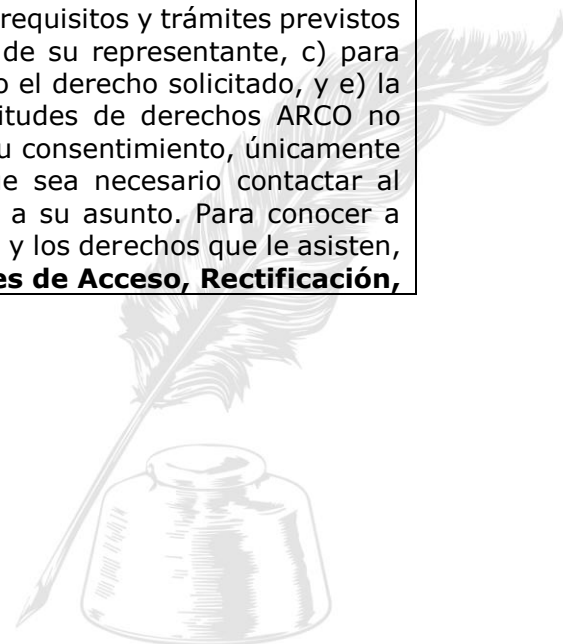 requisitos y trámites previstos
de su representante, c) para
o el derecho solicitado, y e) la
itudes de derechos ARCO no
u consentimiento, únicamente
e sea necesario contactar al
a su asunto. Para conocer a
y los derechos que le asisten,
es de Acceso, Rectificación,